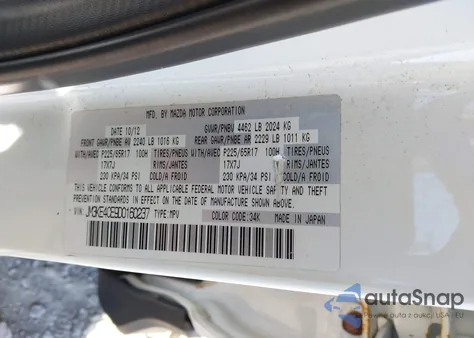 MFD. BY MAZDA MOTOR CORPORATION
DATE 10/12 GVWR/PNBV 4462 LB 2024 KG
FRONT GAWR/PNBE AV 2240 LB 1016 KG REAR GAWR/PNBE AR 2229 LB 1011 KG
WITH/AVEC P225/65R17 100H TIRES/PNEUS WITH/AVEC P225/65R17 100H TIRES/PNEUS
17X7J RIMS/JANTES 17X7J RIMS/JANTES
230 KPA/34 PSI COLD/A FROID 230 KPA/34 PSI COLD/A FROID
THIS VEHICLE CONFORMS TO ALL APPLICABLE FEDERAL MOTOR VEHICLE SAFETY AND
THEFT PREVENTION STANDARDS IN EFFECT ON THE DATE OF MANUFACTURE SHOWN ABOVE.
VIN: JM3KE4CE9D0160237 TYPE:MPV COLOR CODE:34K MADE IN JAPAN
autoSnap
Резервуй з аукціону USA i EU